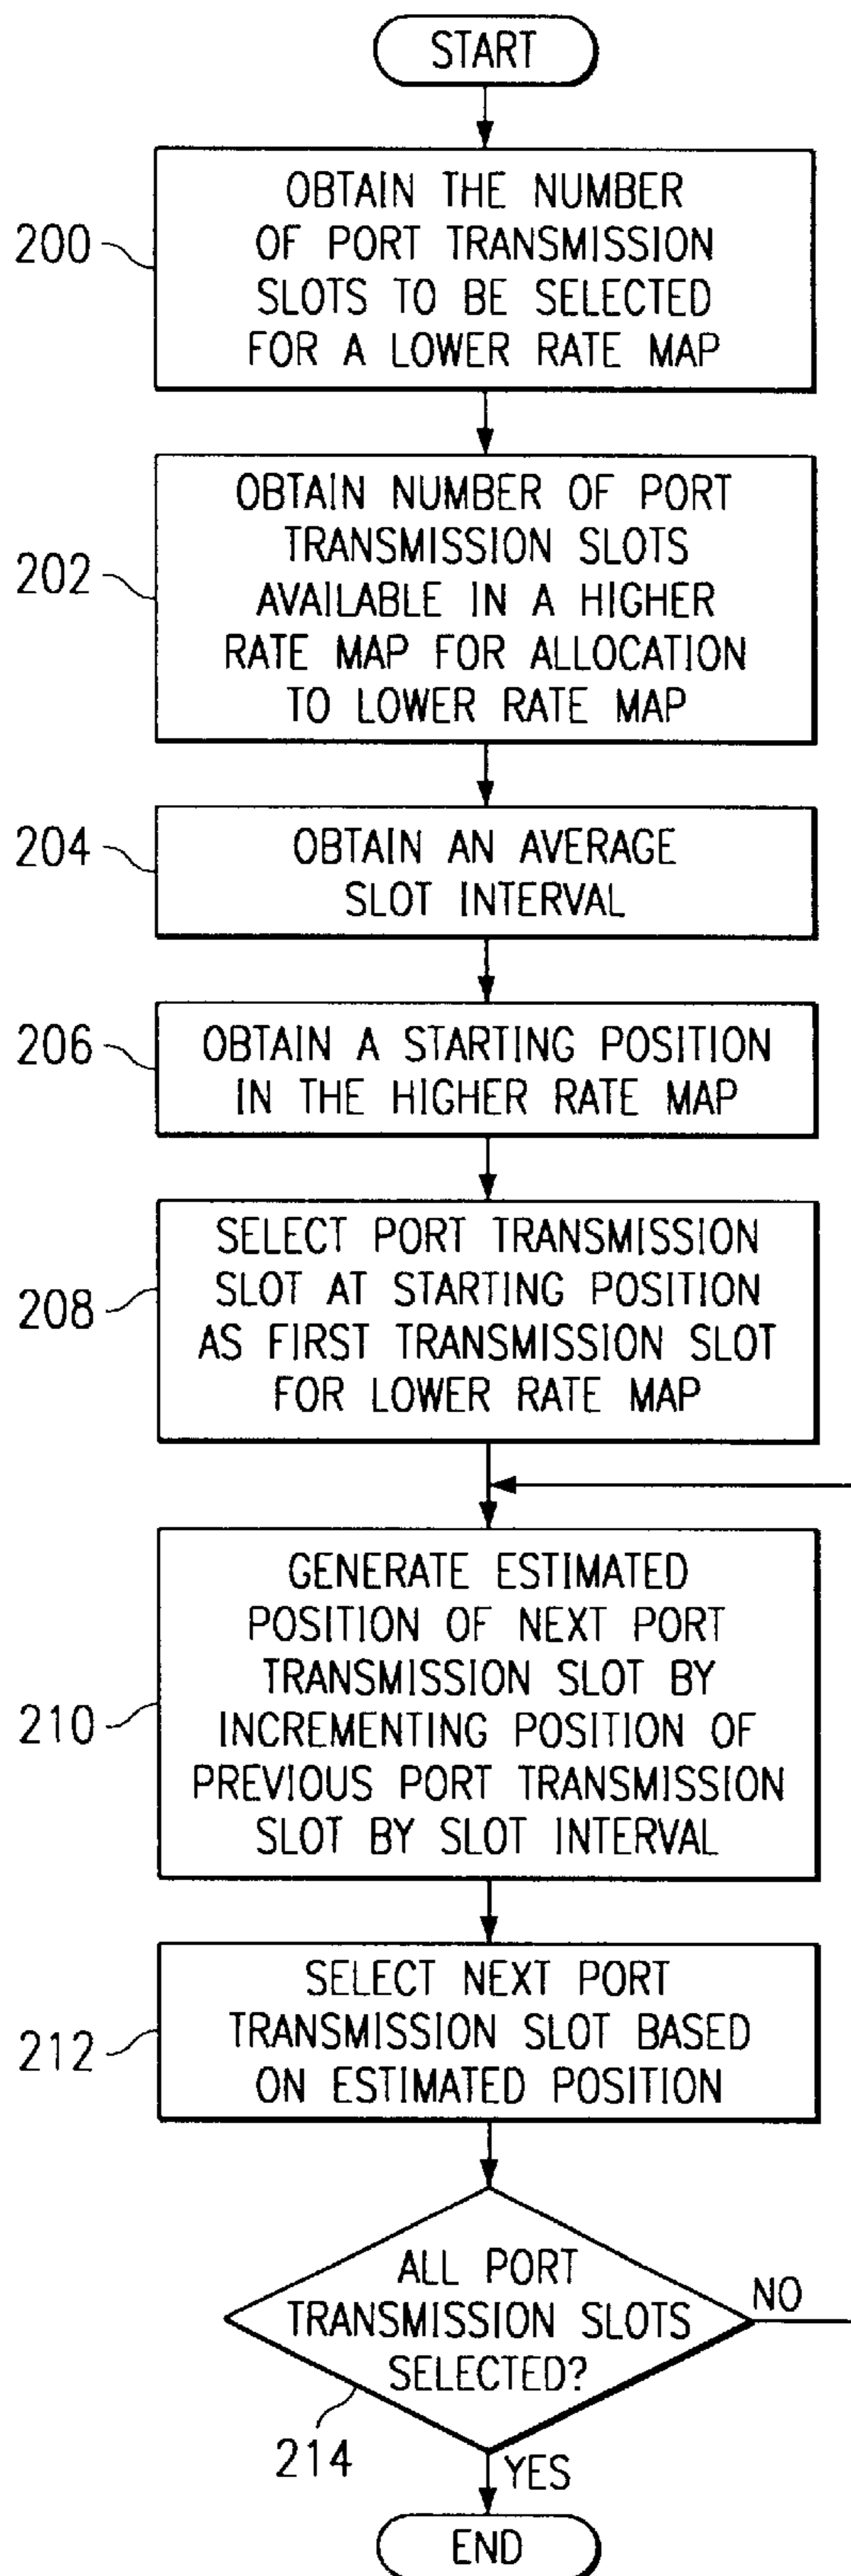 START
200
OBTAIN THE NUMBER
OF PORT TRANSMISSION
SLOTS TO BE SELECTED
FOR A LOWER RATE MAP
202
OBTAIN NUMBER OF PORT
TRANSMISSION SLOTS
AVAILABLE IN A HIGHER
RATE MAP FOR ALLOCATION
TO LOWER RATE MAP
204
OBTAIN AN AVERAGE
SLOT INTERVAL
206
OBTAIN A STARTING POSITION
IN THE HIGHER RATE MAP
208
SELECT PORT TRANSMISSION
SLOT AT STARTING POSITION
AS FIRST TRANSMISSION SLOT
FOR LOWER RATE MAP
210
GENERATE ESTIMATED
POSITION OF NEXT PORT
TRANSMISSION SLOT BY
INCREMENTING POSITION OF
PREVIOUS PORT TRANSMISSION
SLOT BY SLOT INTERVAL
212
SELECT NEXT PORT
TRANSMISSION SLOT BASED
ON ESTIMATED POSITION
ALL PORT
TRANSMISSION SLOTS
SELECTED?
NO
214
YES
END